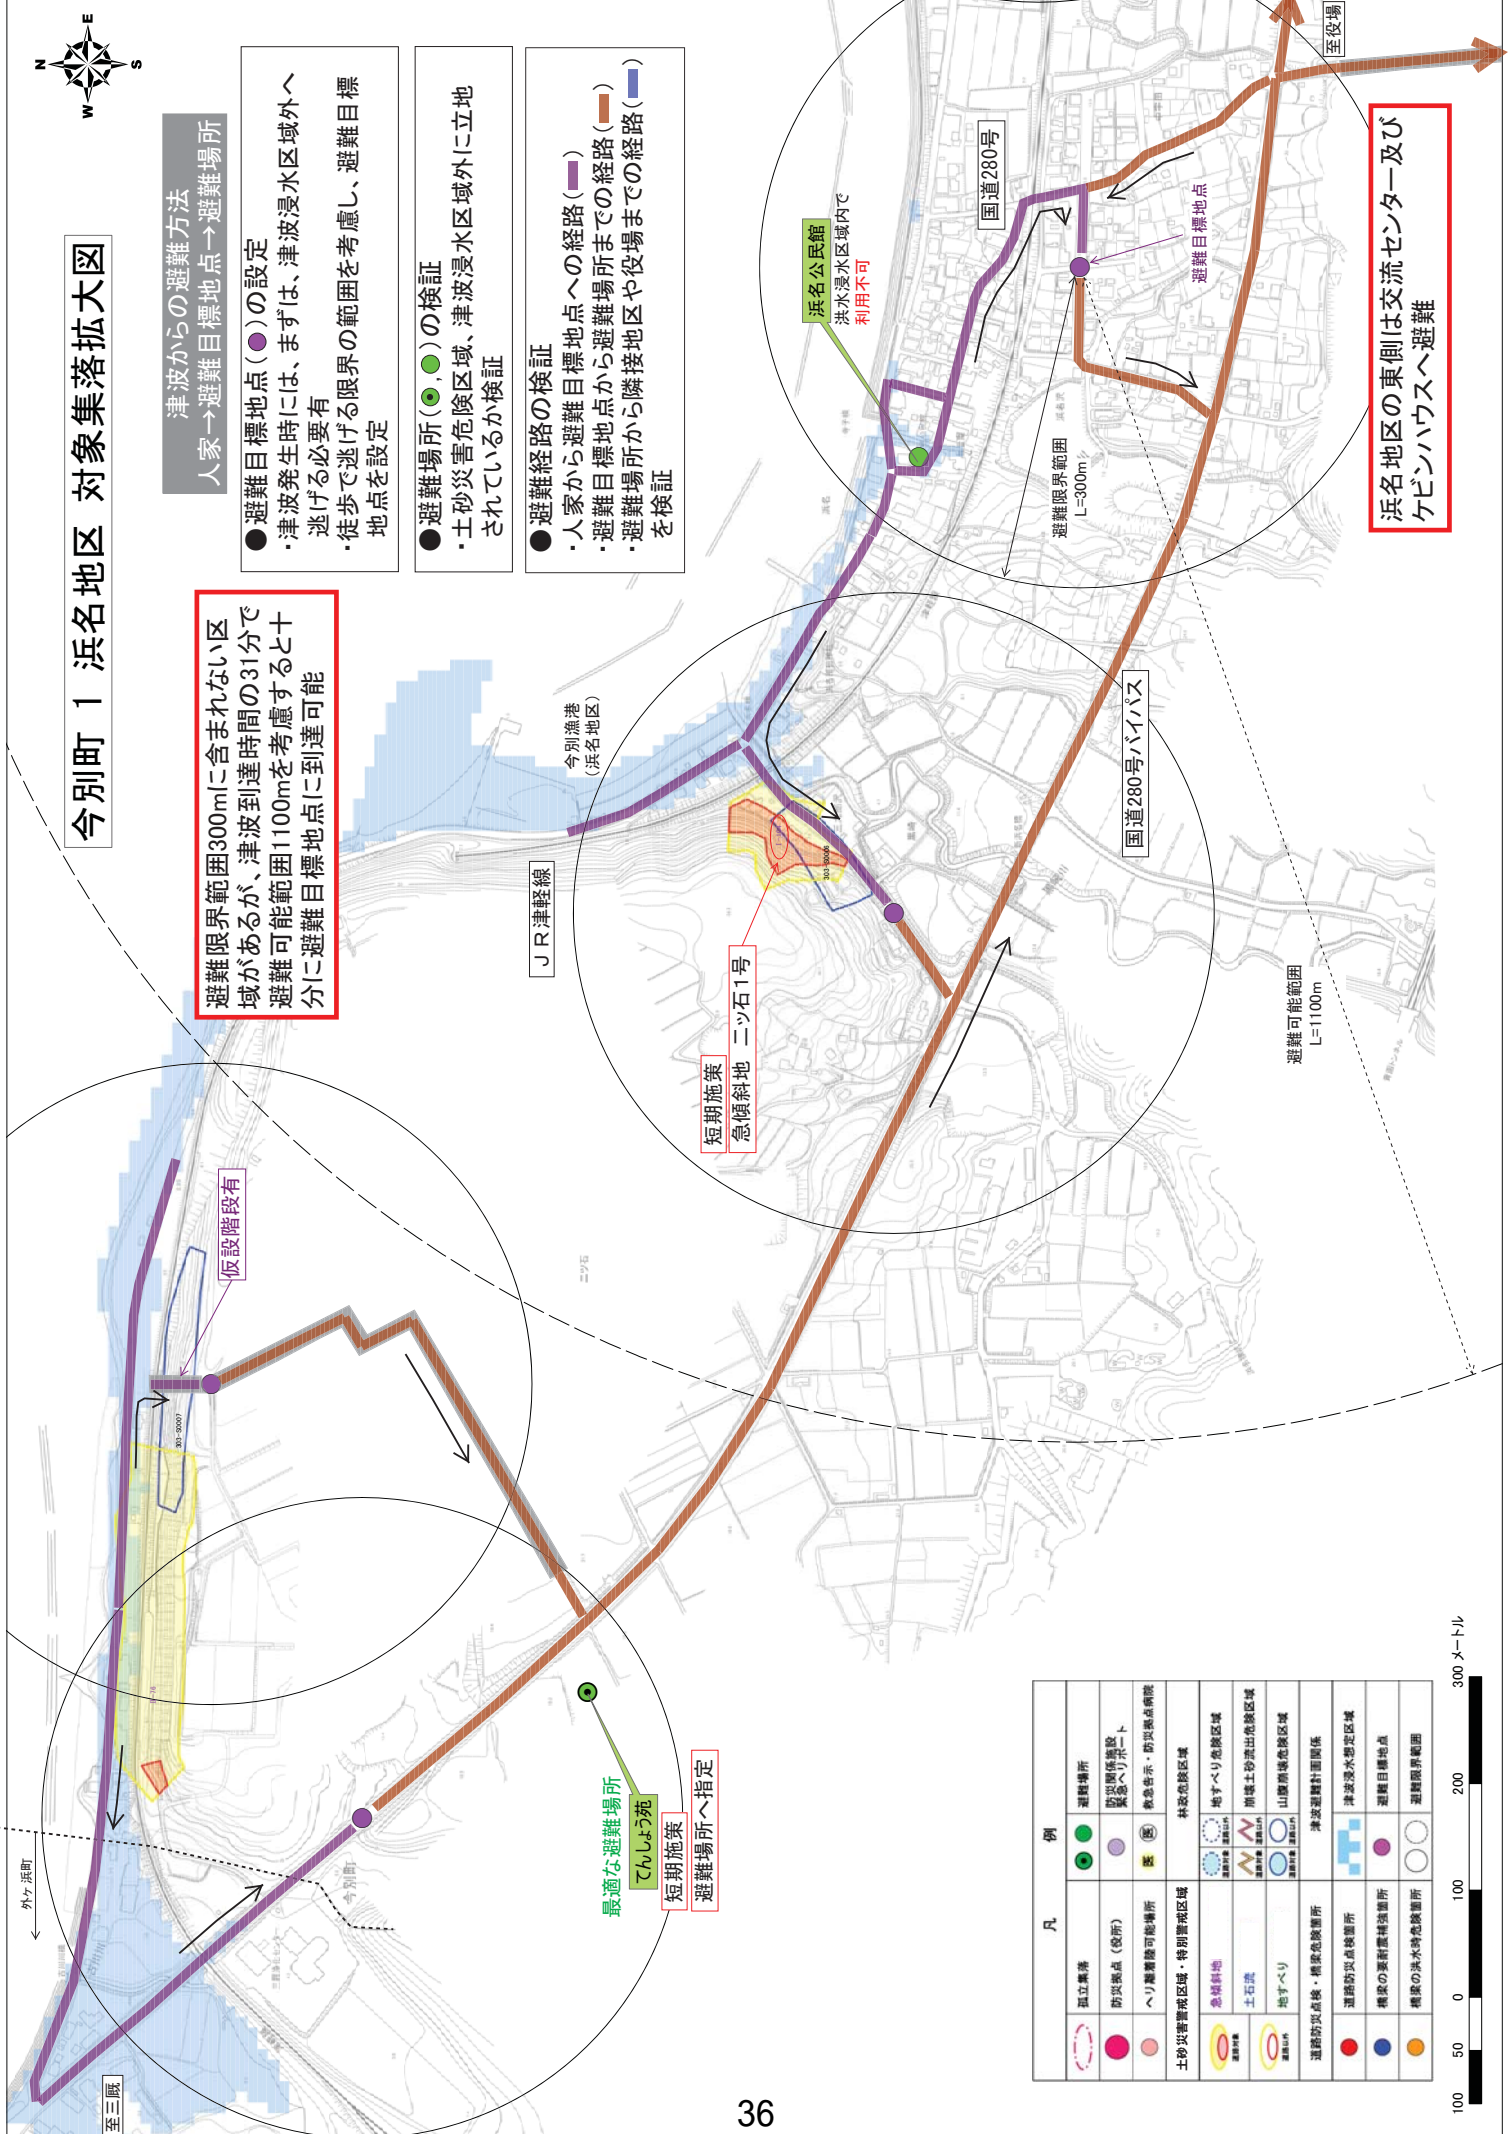 今別町 1 浜名地区 対象集落拡大図
N
E
S
W
津波からの避難方法
人家→避難目標地点→避難場所
●避難目標地点(●)の設定
・津波発生時には、まずは、津波浸水区域外へ
逃げる必要有
・徒歩で逃げる限界の範囲を考慮し、避難目標
地点を設定
●避難場所(●,●)の検証
・土砂災害危険区域、津波浸水区域外に立地
されているか検証
●避難経路の検証
・人家から避難目標地点への経路(━)
・避難目標地点から避難場所までの経路(━)
・避難場所から隣接地区や役場までの経路(━)
を検証
避難限界範囲300mに含まれない区
域があるが、津波到達時間の31分で
避難可能範囲1100mを考慮すると十
分に避難目標地点に到達可能
外ヶ浜町
至三厩
仮設階段有
303-S0007
今別町
最適な避難場所
てんしょう苑
短期施策
避難場所へ指定
二ツ石
JR津軽線
今別漁港
(浜名地区)
短期施策
急傾斜地 二ツ石1号
浜名
浜名公民館
洪水浸水区域内で
利用不可
国道280号
避難目標地点
避難限界範囲
L=300m
国道280号バイパス
避難可能範囲
L=1100m
至役場
浜名地区の東側は交流センター及び
ケビンハウスへ避難
凡 例
孤立集落
避難場所
防災拠点(役所)
防災関係施設
緊急ヘリポート
ヘリ離着陸可能場所
医
医
救急告示・防災拠点病院
土砂災害警戒区域・特別警戒区域
林政危険区域
急傾斜地
土石流
地すべり
地すべり危険区域
崩壊土砂流出危険区域
山腹崩壊危険区域
道路防災点検・橋梁危険箇所
津波避難計画関係
道路防災点検箇所
津波浸水想定区域
橋梁の要耐震補強箇所
避難目標地点
橋梁の洪水時危険箇所
避難限界範囲
100 50 0 100 200 300 メートル
36